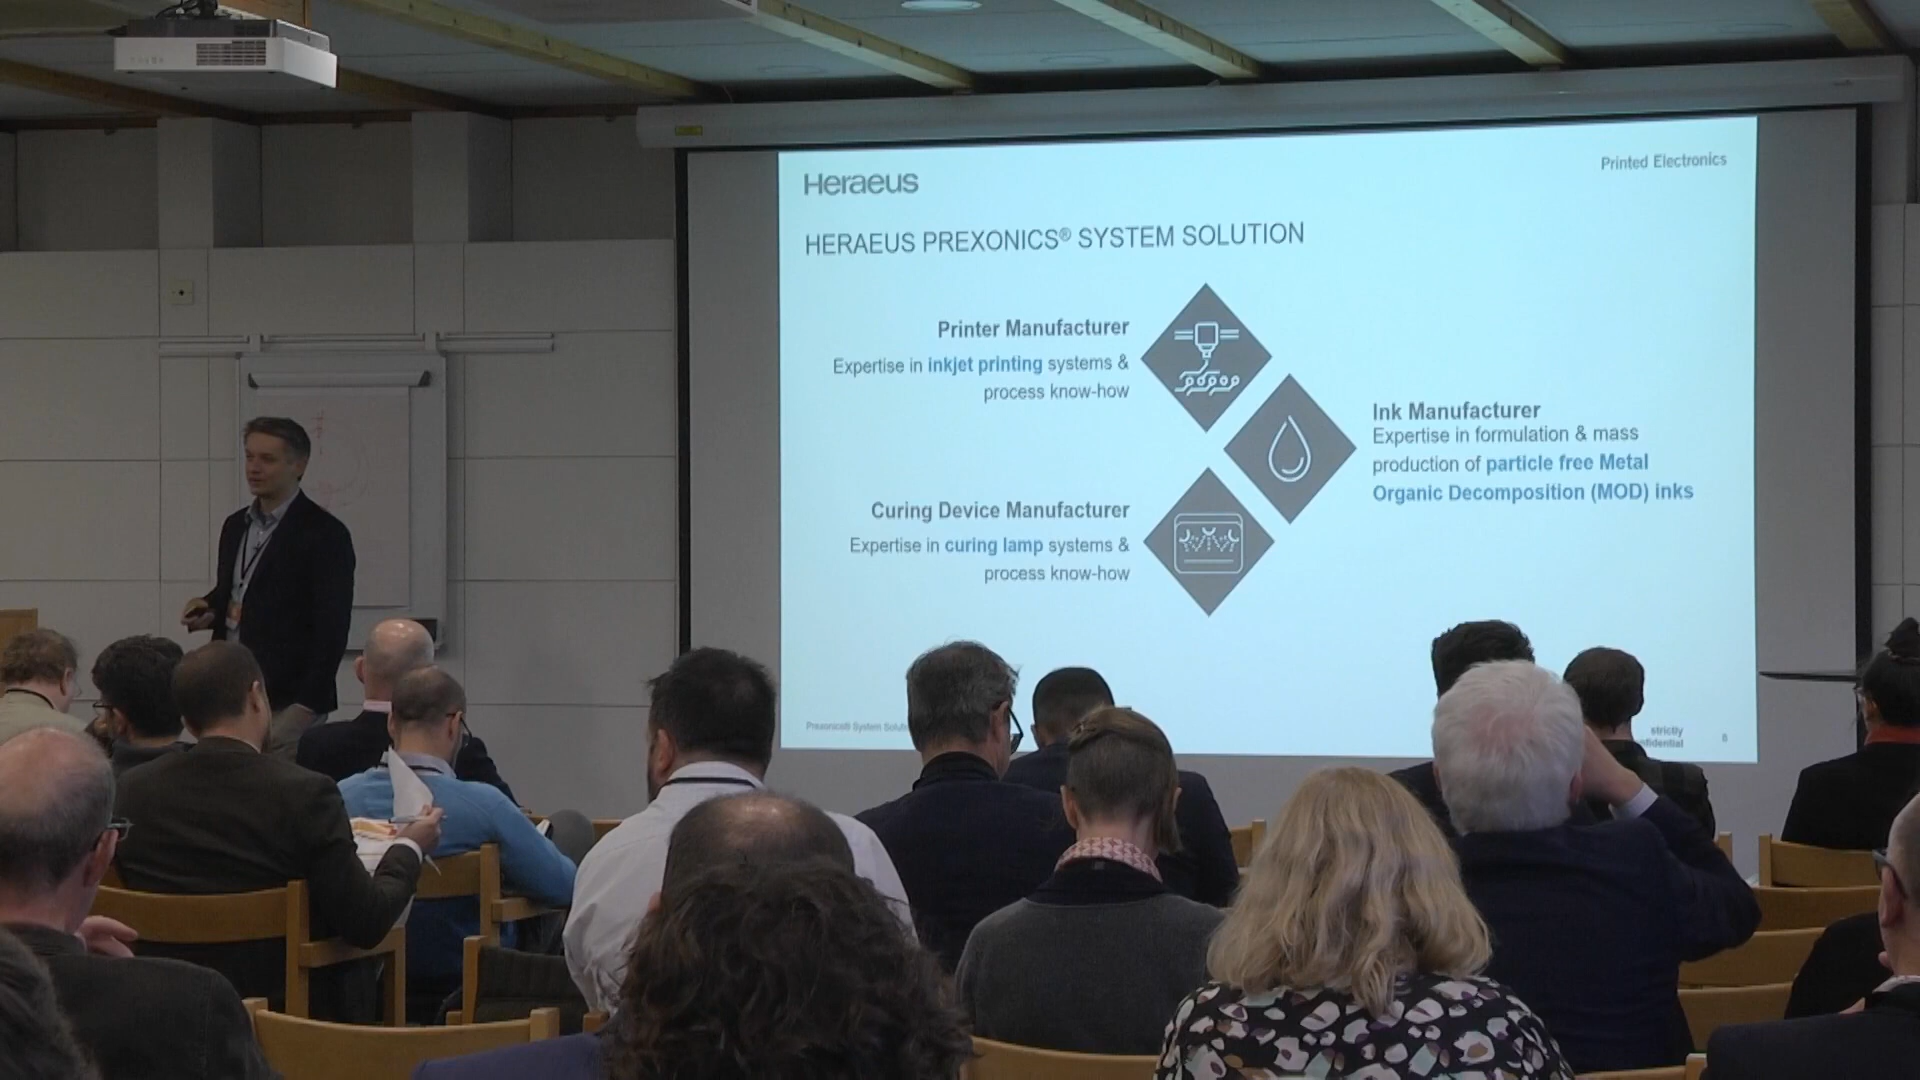 Heraeus
Printed Electronics
HERAEUS PREXONICS® SYSTEM SOLUTION
Printer Manufacturer
Expertise in inkjet printing systems &
process know-how
Ink Manufacturer
Expertise in formulation & mass
production of particle free Metal
Organic Decomposition (MOD) inks
Curing Device Manufacturer
Expertise in curing lamp systems &
process know-how
Prexonics® System
strictly